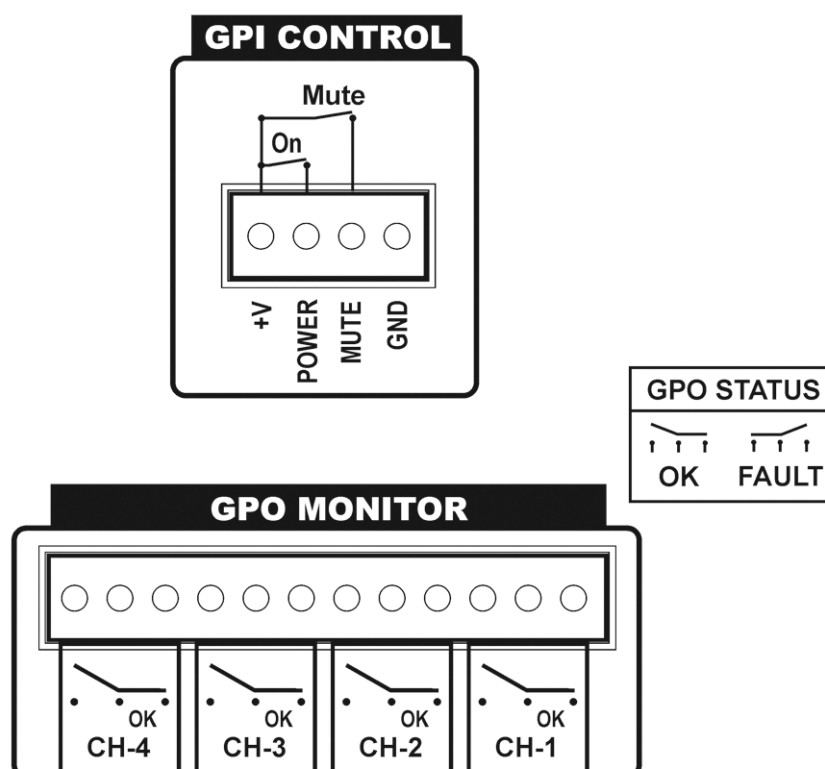 GPI CONTROL
Mute
On
+V POWER MUTE GND
GPO STATUS
OK FAULT
GPO MONITOR
OK OK OK OK
CH-4 CH-3 CH-2 CH-1